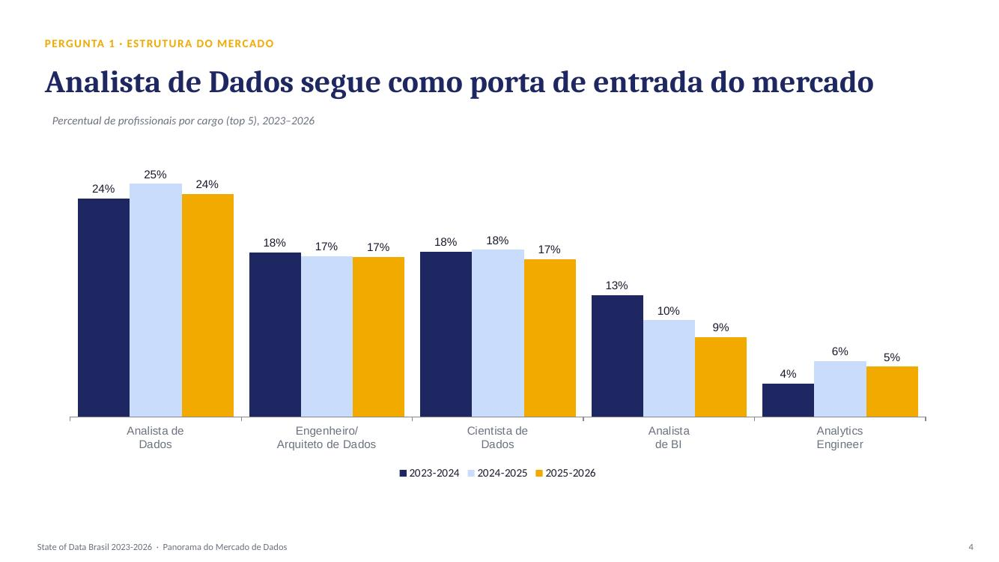 PERGUNTA 1 · ESTRUTURA DO MERCADO
Analista de Dados segue como porta de entrada do mercado
Percentual de profissionais por cargo (top 5), 2023–2026
24%
25%
24%
18%
17%
17%
18%
18%
17%
13%
10%
9%
4%
6%
5%
Analista de
Dados
Engenheiro/
Arquiteto de Dados
Cientista de
Dados
Analista
de BI
Analytics
Engineer
2023-2024
2024-2025
2025-2026
State of Data Brasil 2023-2026 · Panorama do Mercado de Dados
4